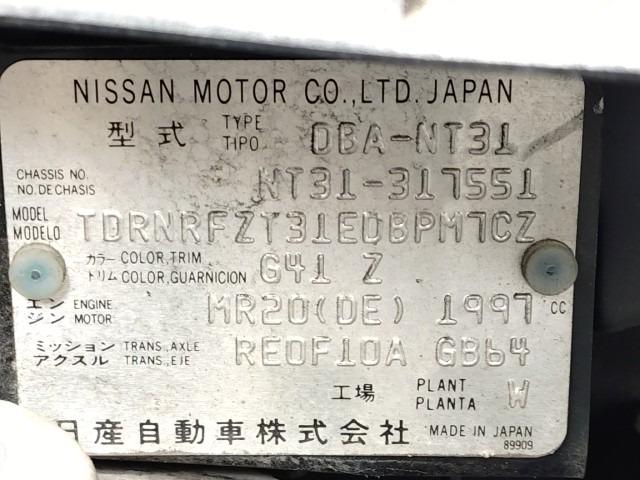 NISSAN MOTOR CO.,LTD. JAPAN
型式 TYPE TIPO DBA-NT31
CHASSIS NO. NO.DE CHASIS NT31-317551
MODEL MODELO TDRNRFZT31EDBPM7CZ
カラー トリム COLOR,TRIM COLOR,GUARNICION G41 Z
エンジン ENGINE MOTOR MR20(DE) 1997 CC
ミッション アクスル TRANS.,AXLE TRANS.,EJE RE0F10A GB64
工場 PLANT PLANTA W
日産自動車株式会社 MADE IN JAPAN
89909